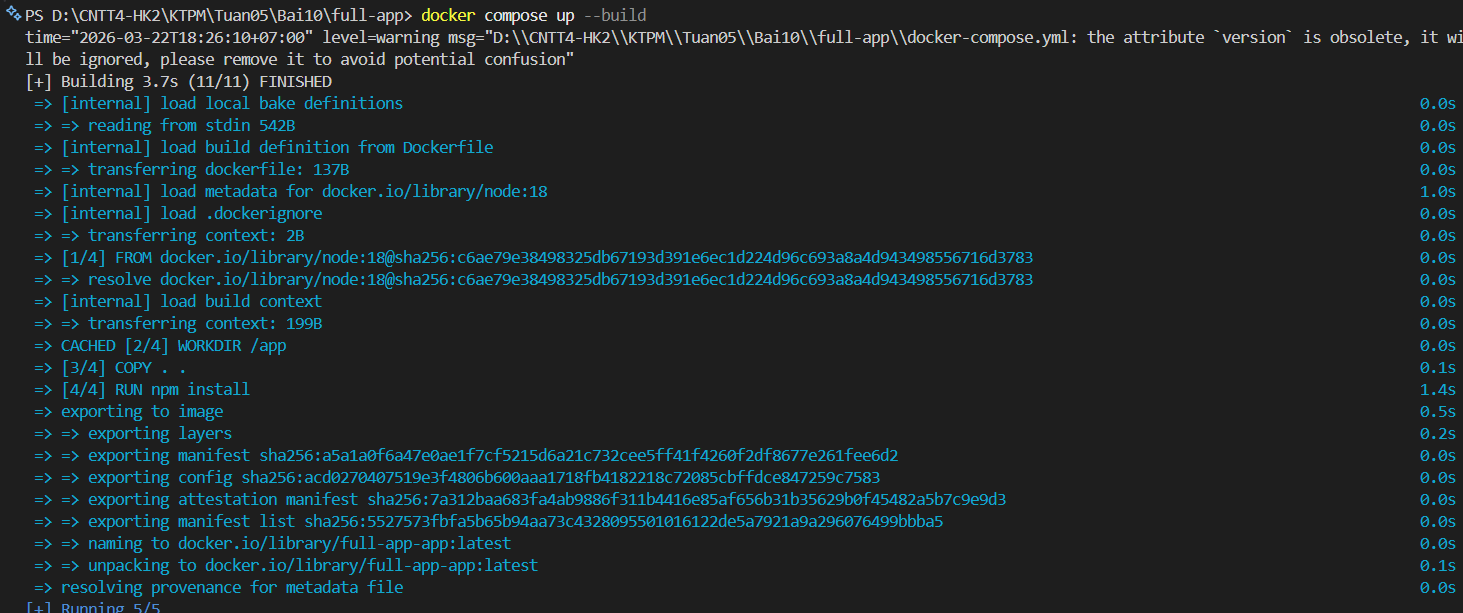 PS D:\CNTT4-HK2\KTPM\Tuan05\Bai10\full-app> docker compose up --build
time="2026-03-22T18:26:10+07:00" level=warning msg="D:\\CNTT4-HK2\\KTPM\\Tuan05\\Bai10\\full-app\\docker-compose.yml: the attribute `version` is obsolete, it wi
ll be ignored, please remove it to avoid potential confusion"
[+] Building 3.7s (11/11) FINISHED
=> [internal] load local bake definitions 0.0s
=> => reading from stdin 542B 0.0s
=> [internal] load build definition from Dockerfile 0.0s
=> => transferring dockerfile: 137B 0.0s
=> [internal] load metadata for docker.io/library/node:18 1.0s
=> [internal] load .dockerignore 0.0s
=> => transferring context: 2B 0.0s
=> [1/4] FROM docker.io/library/node:18@sha256:c6ae79e38498325db67193d391e6ec1d224d96c693a8a4d943498556716d3783 0.0s
=> => resolve docker.io/library/node:18@sha256:c6ae79e38498325db67193d391e6ec1d224d96c693a8a4d943498556716d3783 0.0s
=> [internal] load build context 0.0s
=> => transferring context: 199B 0.0s
=> CACHED [2/4] WORKDIR /app 0.0s
=> [3/4] COPY . . 0.1s
=> [4/4] RUN npm install 1.4s
=> exporting to image 0.5s
=> => exporting layers 0.2s
=> => exporting manifest sha256:a5a1a0f6a47e0ae1f7cf5215d6a21c732cee5ff41f4260f2df8677e261fee6d2 0.0s
=> => exporting config sha256:acd0270407519e3f4806b600aaa1718fb4182218c72085cbffdce847259c7583 0.0s
=> => exporting attestation manifest sha256:7a312baa683fa4ab9886f311b4416e85af656b31b35629b0f45482a5b7c9e9d3 0.0s
=> => exporting manifest list sha256:5527573fbfa5b65b94aa73c4328095501016122de5a7921a9a296076499bbba5 0.0s
=> => naming to docker.io/library/full-app-app:latest 0.0s
=> => unpacking to docker.io/library/full-app-app:latest 0.1s
=> resolving provenance for metadata file 0.0s
[+] Running 5/5